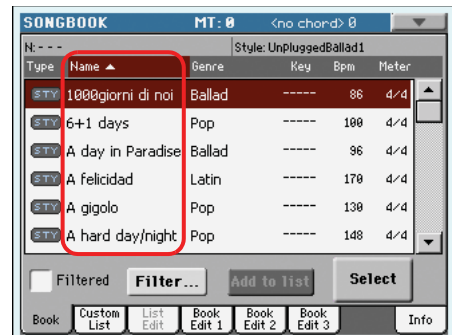 SONGBOOK MT: 0 <no chord> 0
N: - - - Style: UnpluggedBallad1
Type Name Genre Key Bpm Meter
STY 1000giorni di noi Ballad ----- 86 4/4
STY 6+1 days Pop ----- 100 4/4
STY A day in Paradise Ballad ----- 96 4/4
STY A felicidad Latin ----- 170 4/4
STY A gigolo Pop ----- 130 4/4
STY A hard day/night Pop ----- 148 4/4
Filtered Filter... Add to list Select
Book Custom List List Edit Book Edit 1 Book Edit 2 Book Edit 3 Info